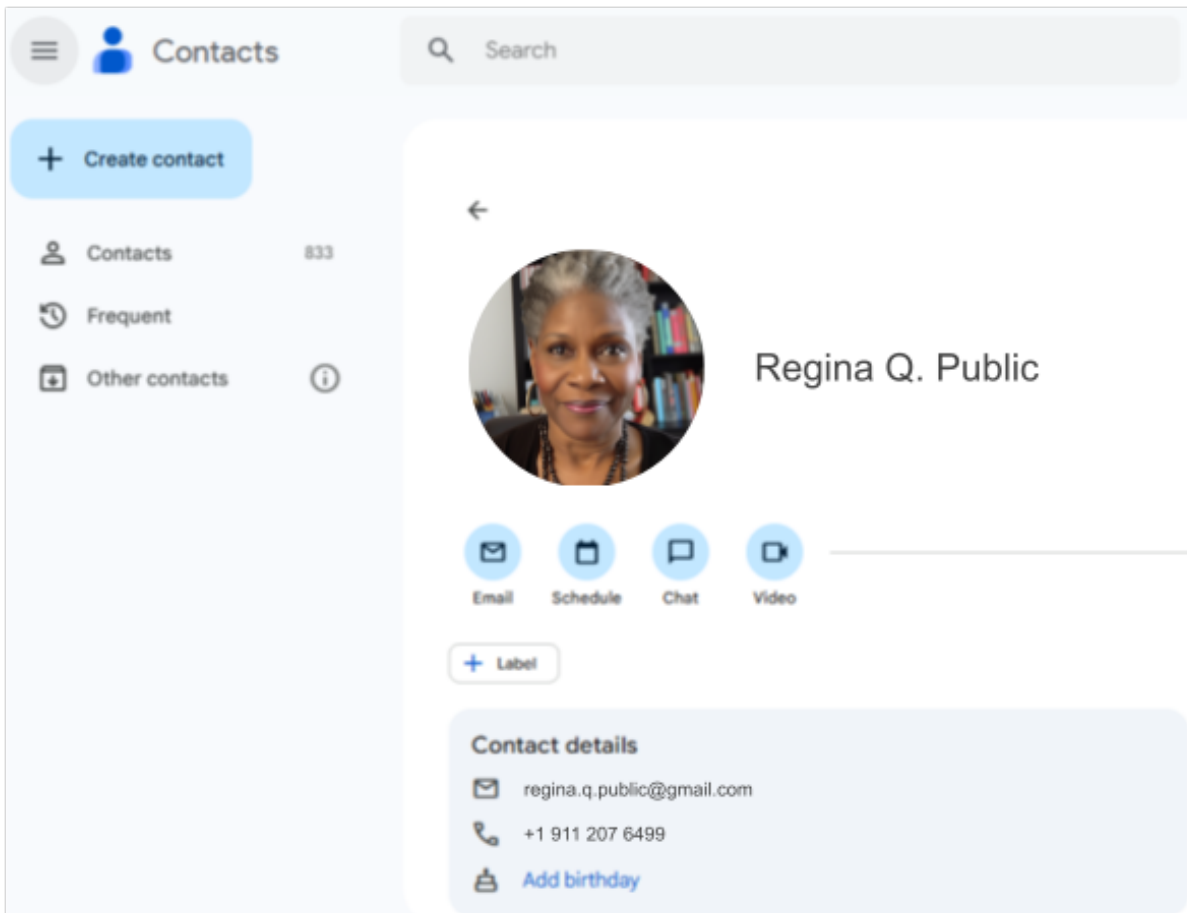 Contacts
Search
Create contact
Contacts 833
Frequent
Other contacts
Regina Q. Public
Email Schedule Chat Video
Label
Contact details
regina.q.public@gmail.com
+1 911 207 6499
Add birthday